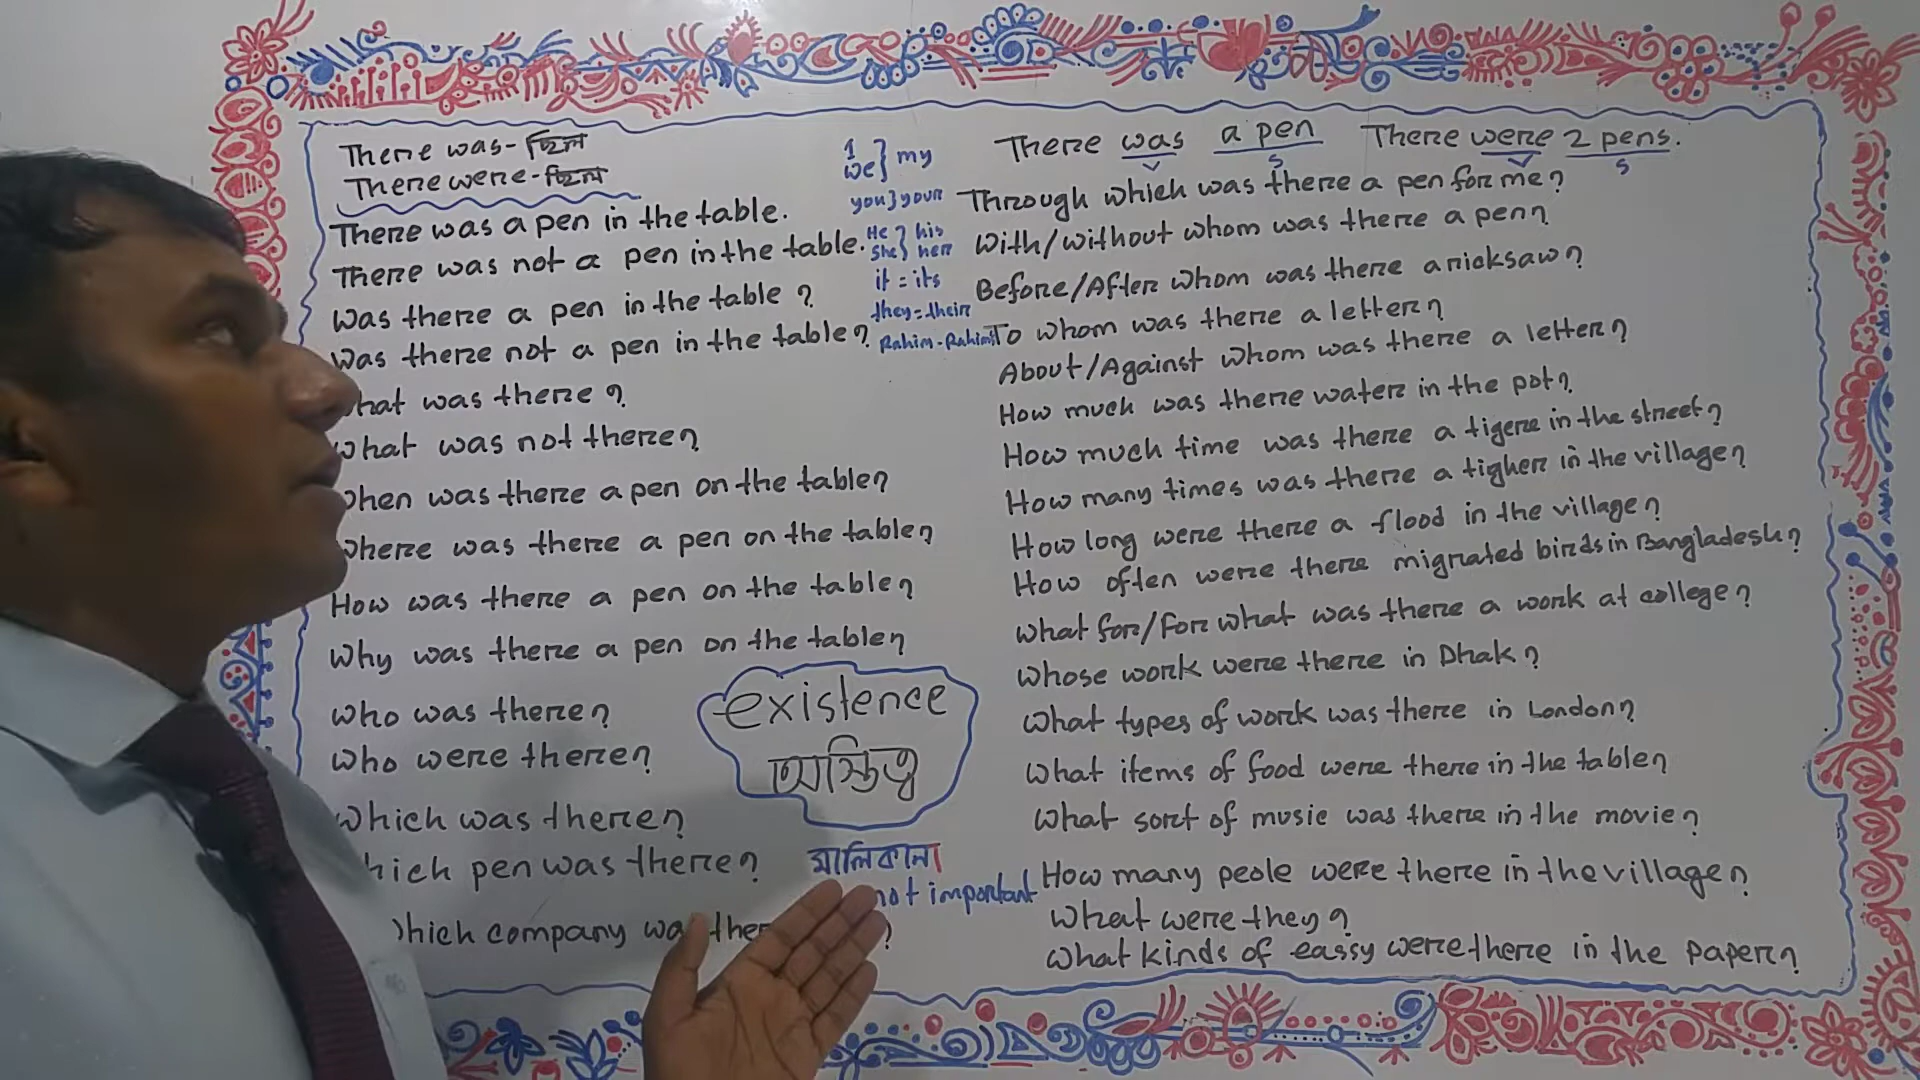 There was - ছিল
There were - ছিল
There was a pen in the table.
There was not a pen in the table.
Was there a pen in the table ?
Was there not a pen in the table?
What was there ?
What was not there?
When was there a pen on the table?
Where was there a pen on the table?
How was there a pen on the table?
Why was there a pen on the table?
Who was there?
Who were there?
Which was there?
Which pen was there?
Which company was
existence
অস্তিত্ব
মালিকানা
not important
I
we } my
you } your
He } his
She } her
it = its
they = their
Rahim - Rahim's
There was a pen There were 2 pens.
v s v s
Through which was there a pen for me?
With/without whom was there a pen?
Before/After whom was there a ricksaw?
To whom was there a letter?
About/Against whom was there a letter?
How much was there water in the pot?
How much time was there a tigere in the street?
How many times was there a tigher in the village?
How long were there a flood in the village?
How often were there migrated birds in Bangladesh?
What for/For what was there a work at college?
Whose work were there in Dhak?
What types of work was there in London?
What items of food were there in the table?
What sort of music was there in the movie?
How many peole were there in the village?
What were they?
What kinds of eassy were there in the paper?